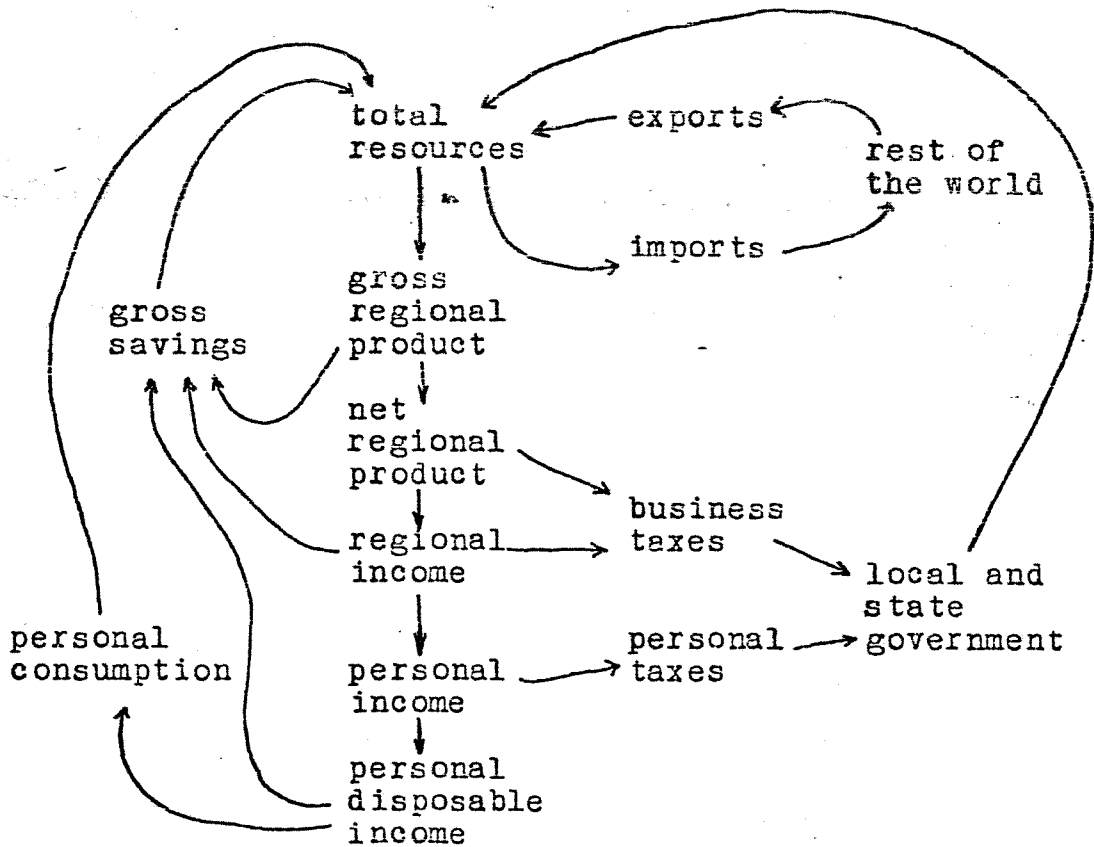 total
resources
exports
rest of
the world
imports
gross
regional
product
gross
savings
net
regional
product
business
taxes
regional
income
local and
state
government
personal
consumption
personal
taxes
personal
income
personal
disposable
income